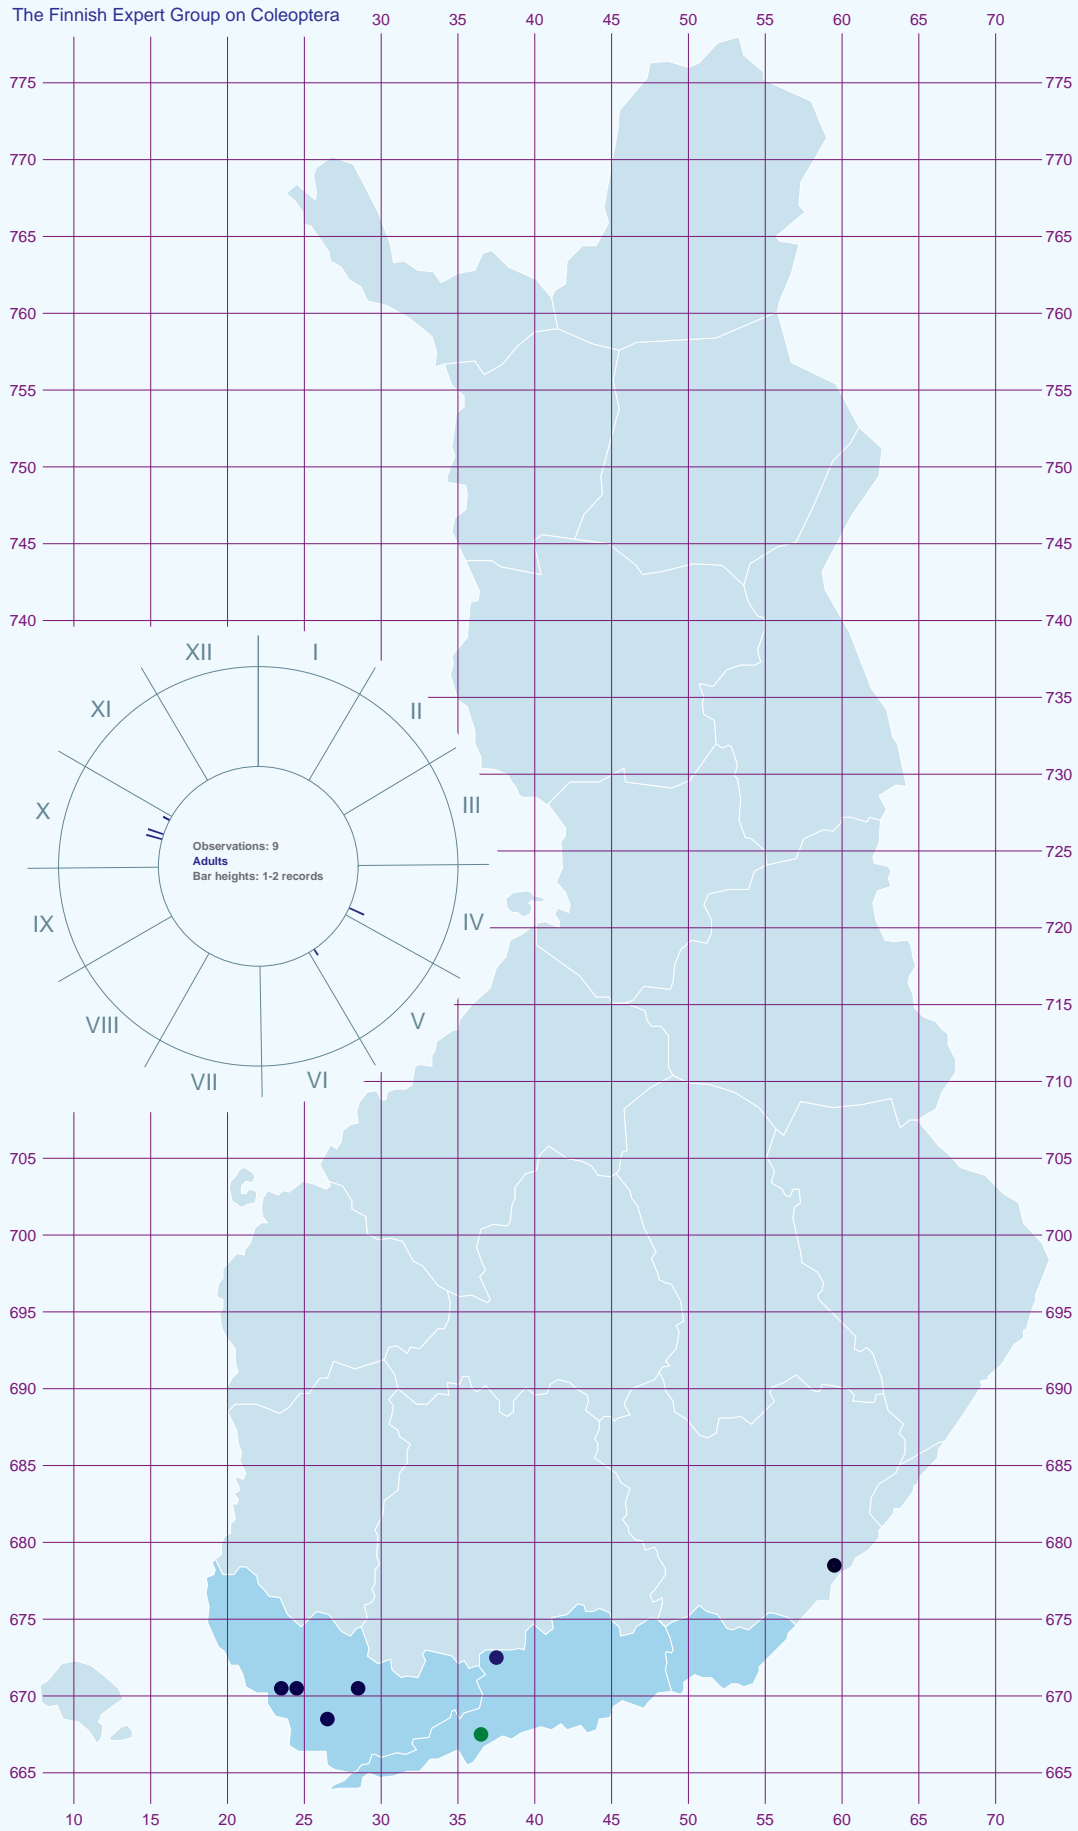 The Finnish Expert Group on Coleoptera
30 35 40 45 50 55 60 65 70
775 775
770 770
765 765
760 760
755 755
750 750
745 745
740 740
XII I
XI II
735
730
X III
Observations: 9
Adults
Bar heights: 1-2 records
725
IX IV
720
715
VIII V
VII VI
710
705 705
700 700
695 695
690 690
685 685
680 680
675 675
670 670
665 665
10 15 20 25 30 35 40 45 50 55 60 65 70